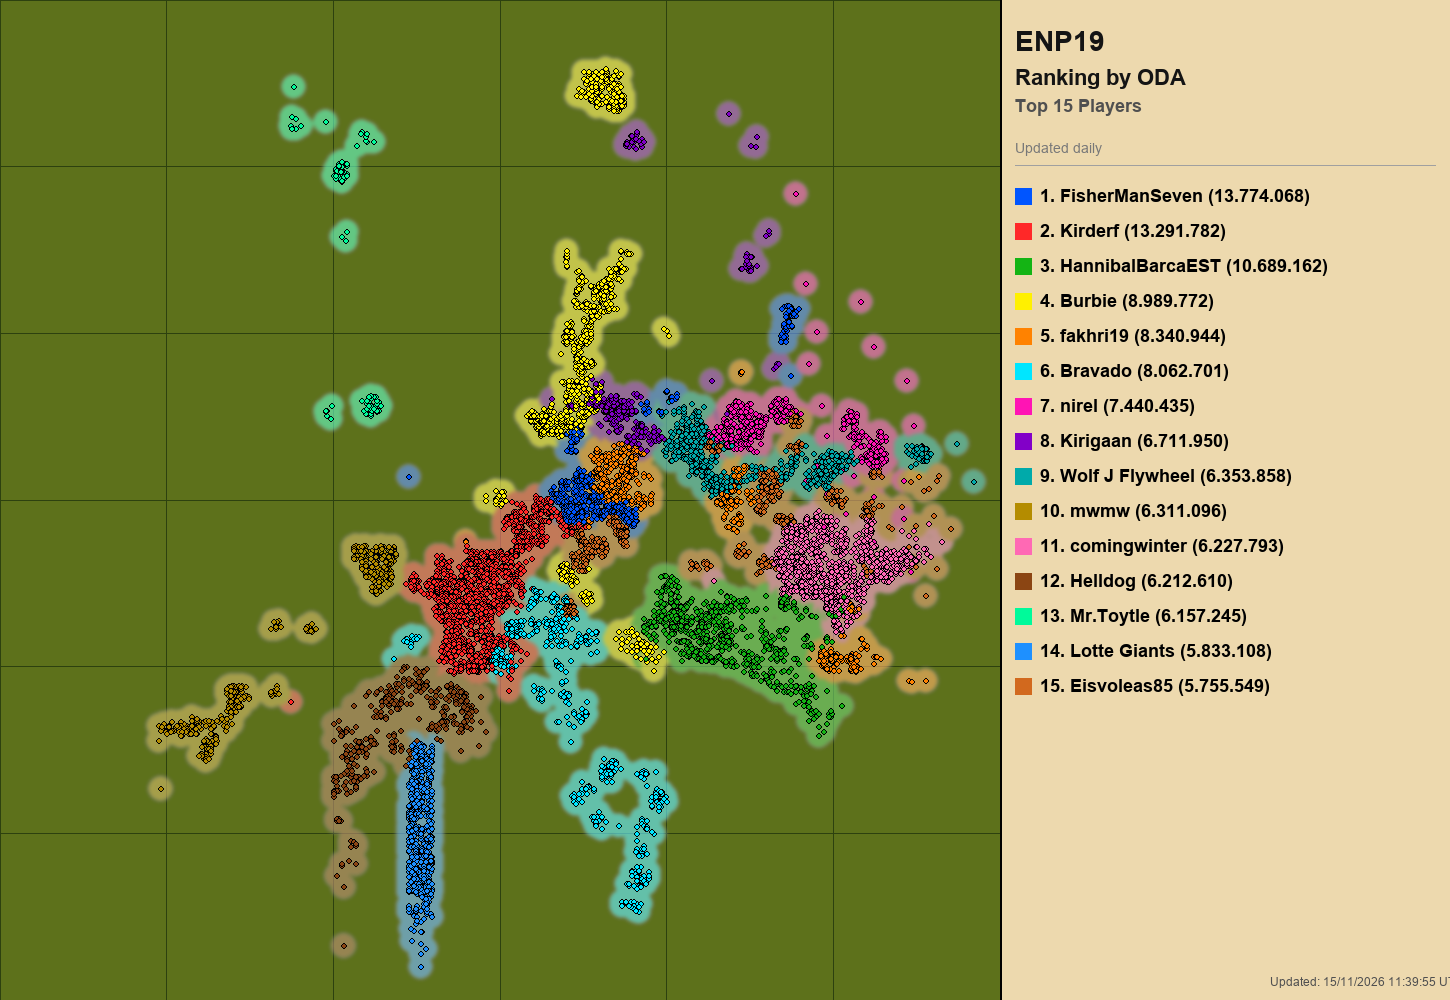 ENP19
Ranking by ODA
Top 15 Players
Updated daily
1. FisherManSeven (13.774.068)
2. Kirderf (13.291.782)
3. HannibalBarcaEST (10.689.162)
4. Burbie (8.989.772)
5. fakhri19 (8.340.944)
6. Bravado (8.062.701)
7. nirel (7.440.435)
8. Kirigaan (6.711.950)
9. Wolf J Flywheel (6.353.858)
10. mwmw (6.311.096)
11. comingwinter (6.227.793)
12. Helldog (6.212.610)
13. Mr.Toytle (6.157.245)
14. Lotte Giants (5.833.108)
15. Eisvoleas85 (5.755.549)
Updated: 15/11/2026 11:39:55